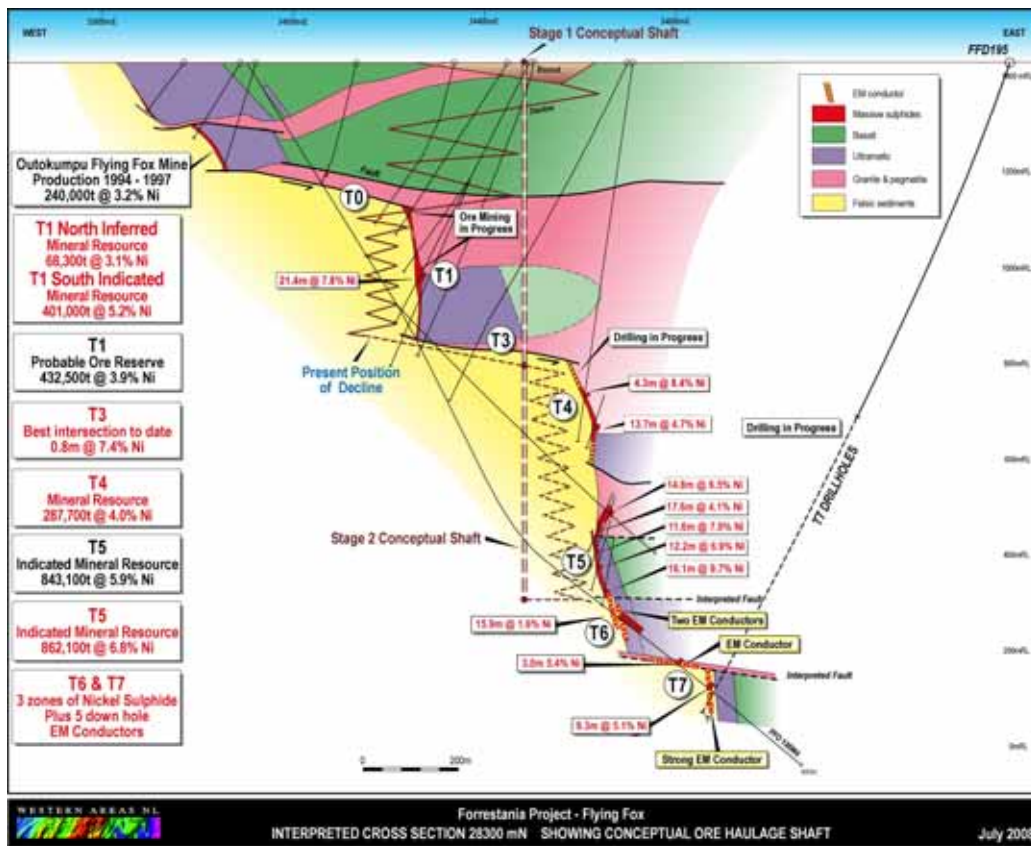 WEST
EAST
Stage 1 Conceptual Shaft
FFD195
Basalt
EM conductor
Massive sulphides
Basalt
Ultramafic
Granite & pegmatite
Felsic sediments
Fault
Outokumpu Flying Fox Mine
Production 1994 - 1997
240,000t @ 3.2% Ni
T0
Ore Mining
in Progress
T1 North Inferred
Mineral Resource
68,300t @ 3.1% Ni
T1 South Indicated
Mineral Resource
401,000t @ 5.2% Ni
21.4m @ 7.8% Ni
T1
T3
Present Position
of Decline
Drilling in Progress
T1
Probable Ore Reserve
432,500t @ 3.9% Ni
T4
4.3m @ 8.4% Ni
13.7m @ 4.7% Ni
Drilling in Progress
T3
Best intersection to date
0.8m @ 7.4% Ni
T7 DRILLHOLES
T4
Mineral Resource
287,700t @ 4.0% Ni
14.8m @ 6.5% Ni
17.6m @ 4.1% Ni
11.6m @ 7.9% Ni
12.2m @ 6.9% Ni
16.1m @ 9.7% Ni
Stage 2 Conceptual Shaft
T5
T5
Indicated Mineral Resource
843,100t @ 5.9% Ni
Interpreted Fault
Two EM Conductors
T5
Indicated Mineral Resource
862,100t @ 6.8% Ni
15.9m @ 1.6% Ni
T6
EM Conductor
3.0m 5.4% Ni
Interpreted Fault
T7
T6 & T7
3 zones of Nickel Sulphide
Plus 5 down hole
EM Conductors
9.3m @ 5.1% Ni
Strong EM Conductor
0 200m
WESTERN AREAS NL
Forrestania Project - Flying Fox
INTERPRETED CROSS SECTION 28300 mN SHOWING CONCEPTUAL ORE HAULAGE SHAFT
July 2008